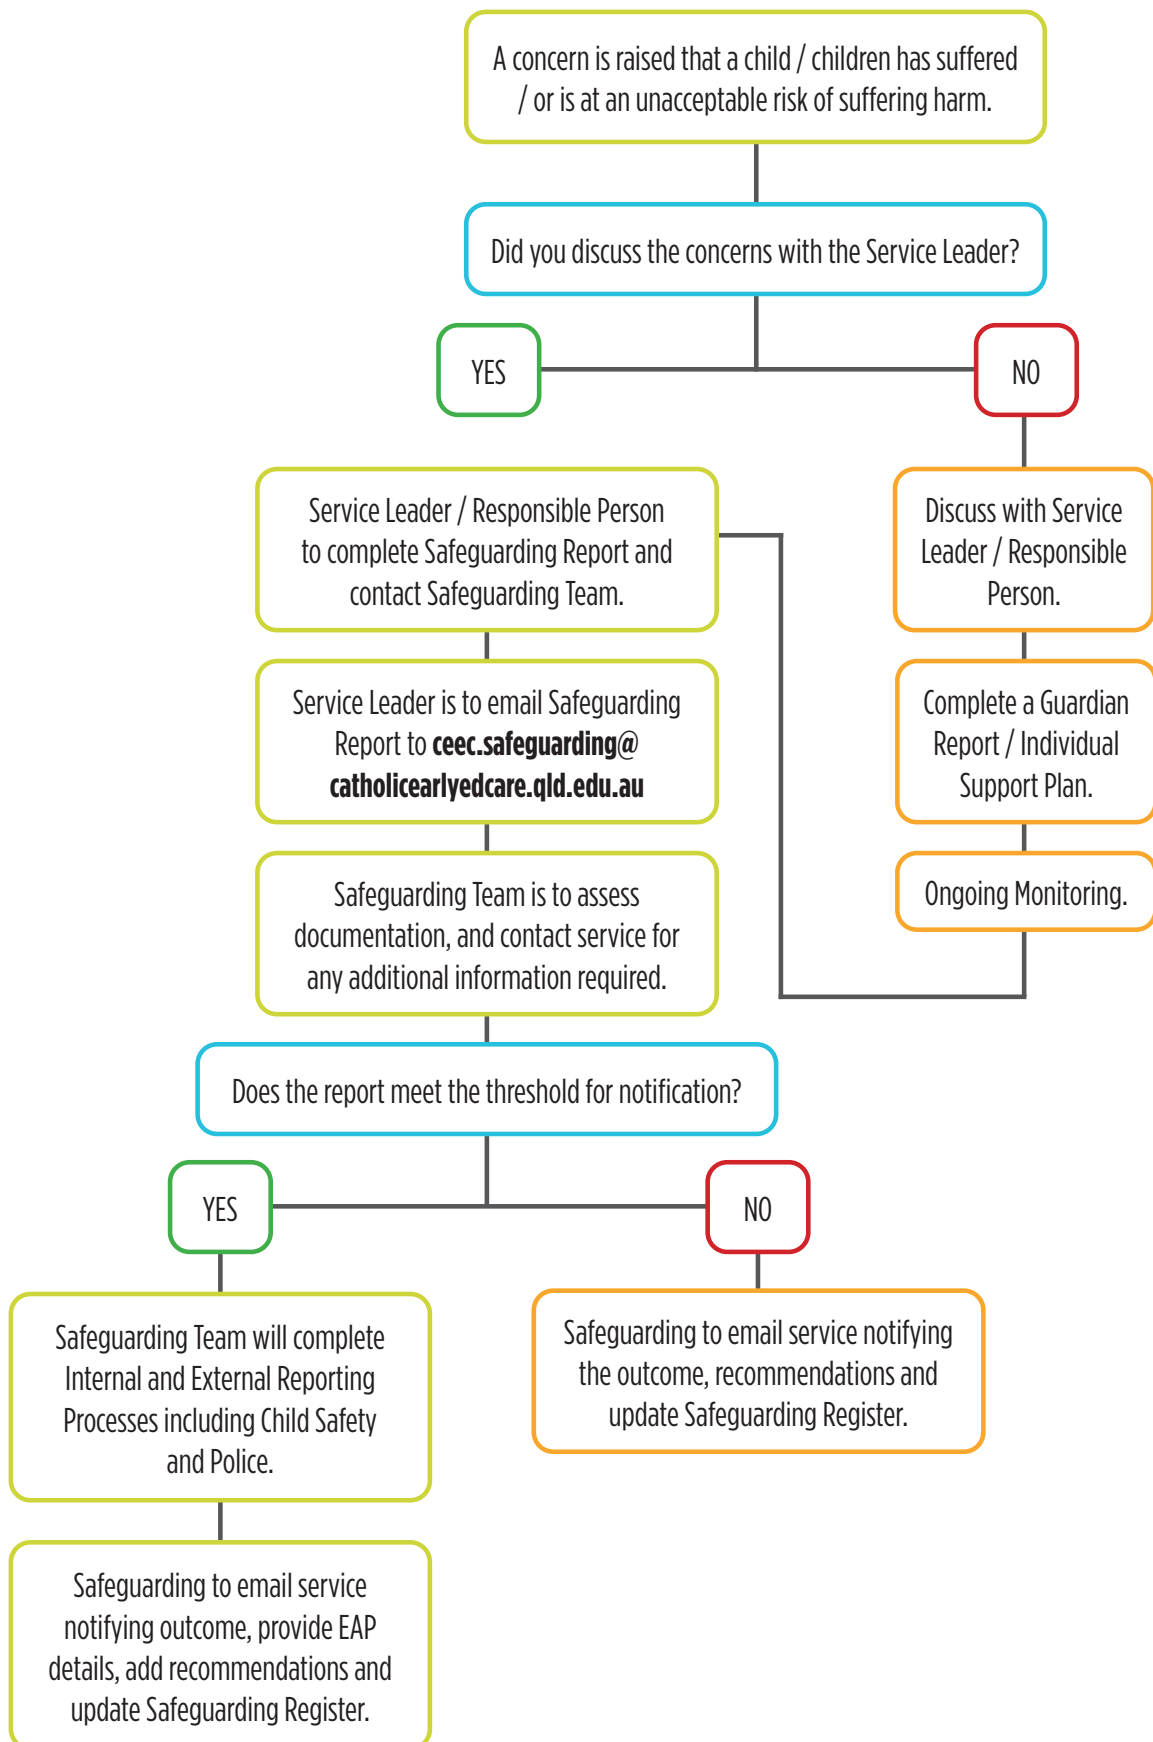 A concern is raised that a child / children has suffered
/ or is at an unacceptable risk of suffering harm.
Did you discuss the concerns with the Service Leader?
YES
NO
Service Leader / Responsible Person
to complete Safeguarding Report and
contact Safeguarding Team.
Discuss with Service
Leader / Responsible
Person.
Service Leader is to email Safeguarding
Report to ceec.safeguarding@
catholicearlyedcare.qld.edu.au
Complete a Guardian
Report / Individual
Support Plan.
Safeguarding Team is to assess
documentation, and contact service for
any additional information required.
Ongoing Monitoring.
Does the report meet the threshold for notification?
YES
NO
Safeguarding Team will complete
Internal and External Reporting
Processes including Child Safety
and Police.
Safeguarding to email service notifying
the outcome, recommendations and
update Safeguarding Register.
Safeguarding to email service
notifying outcome, provide EAP
details, add recommendations and
update Safeguarding Register.